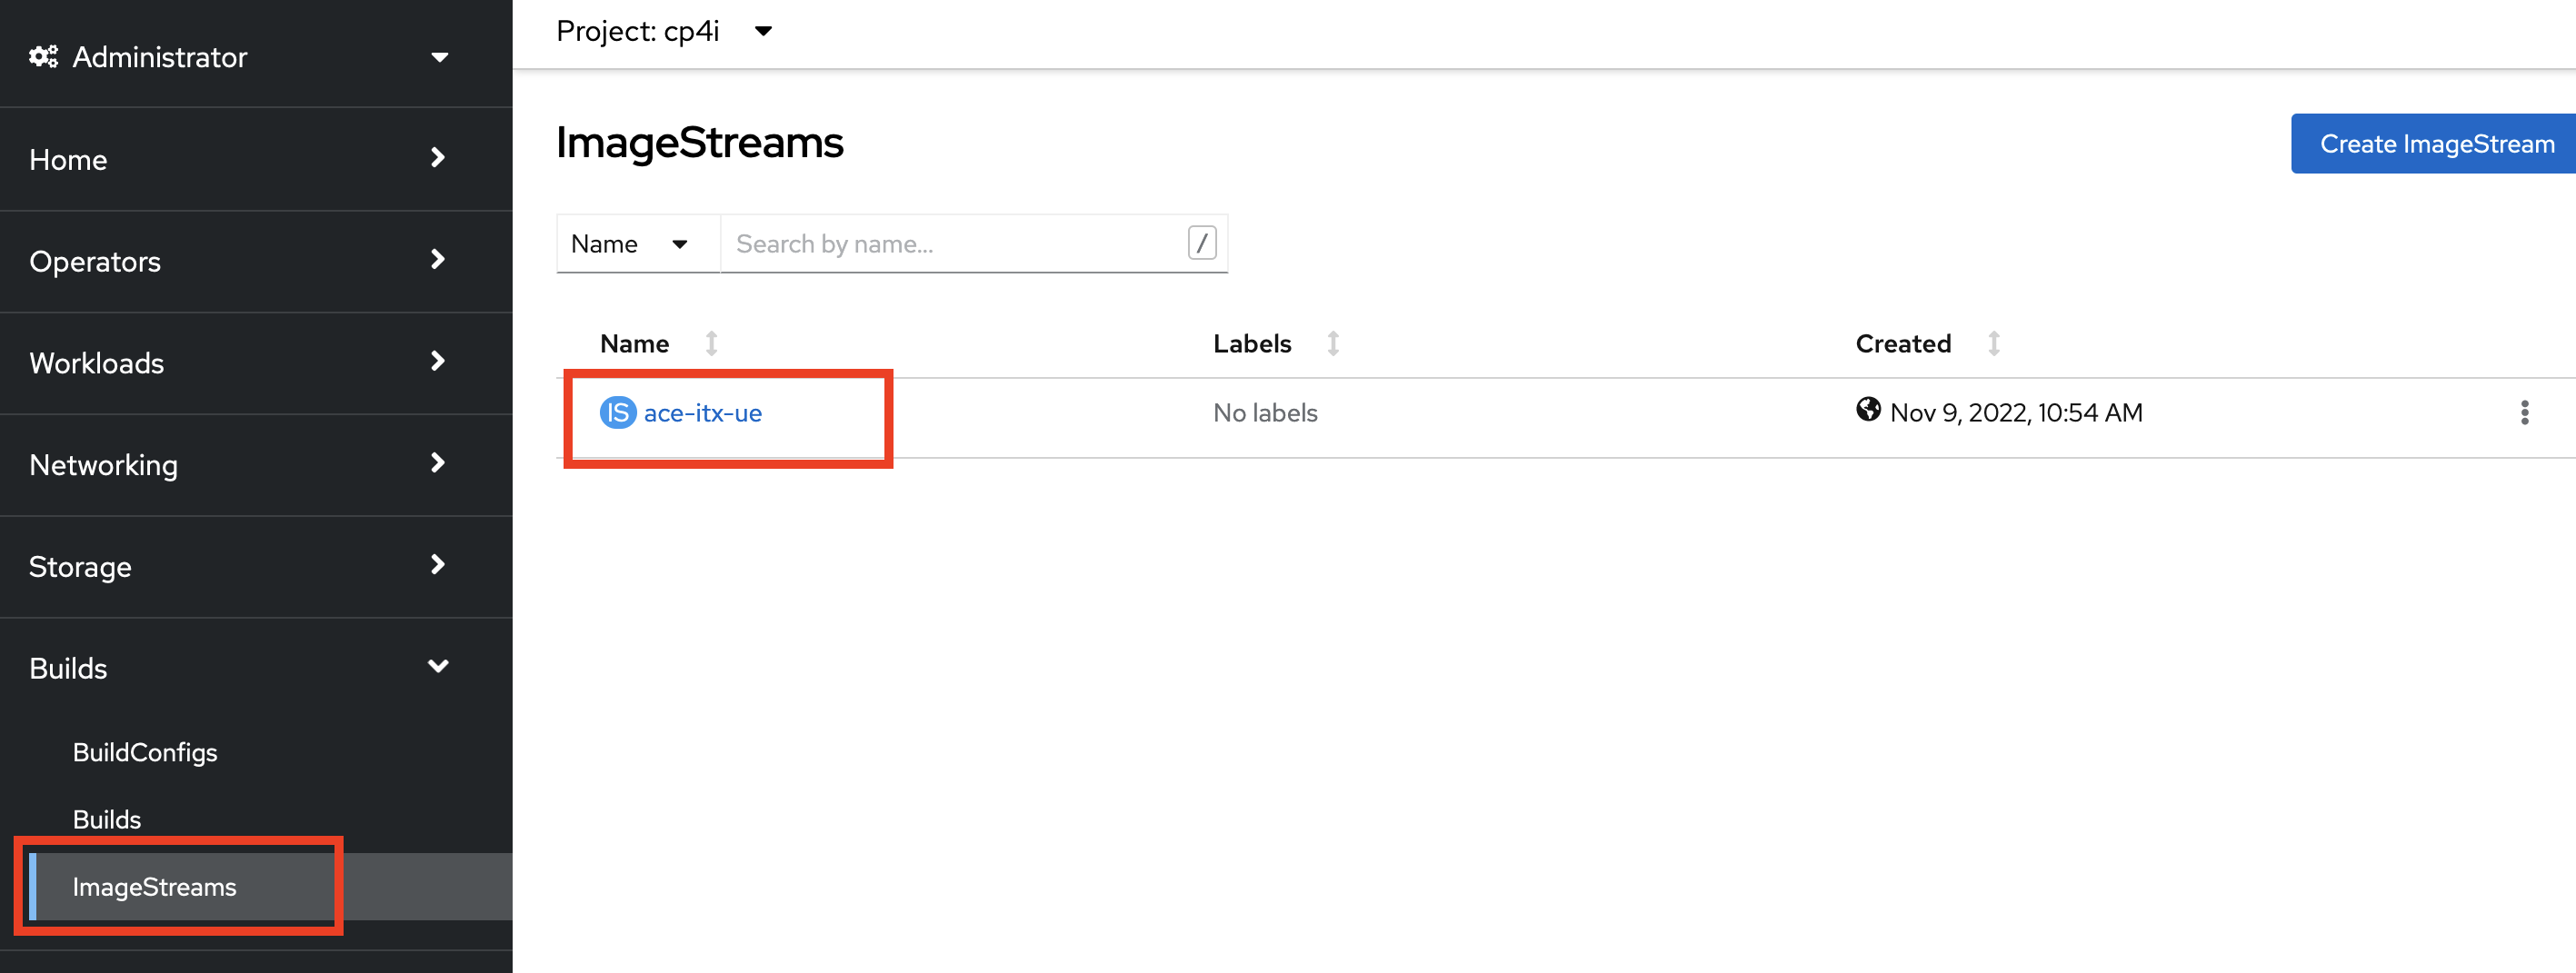 Administrator
Home
Operators
Workloads
Networking
Storage
Builds
BuildConfigs
Builds
ImageStreams
Project: cp4i
ImageStreams
Create ImageStream
Name Search by name... /
Name Labels Created
IS ace-itx-ue No labels Nov 9, 2022, 10:54 AM